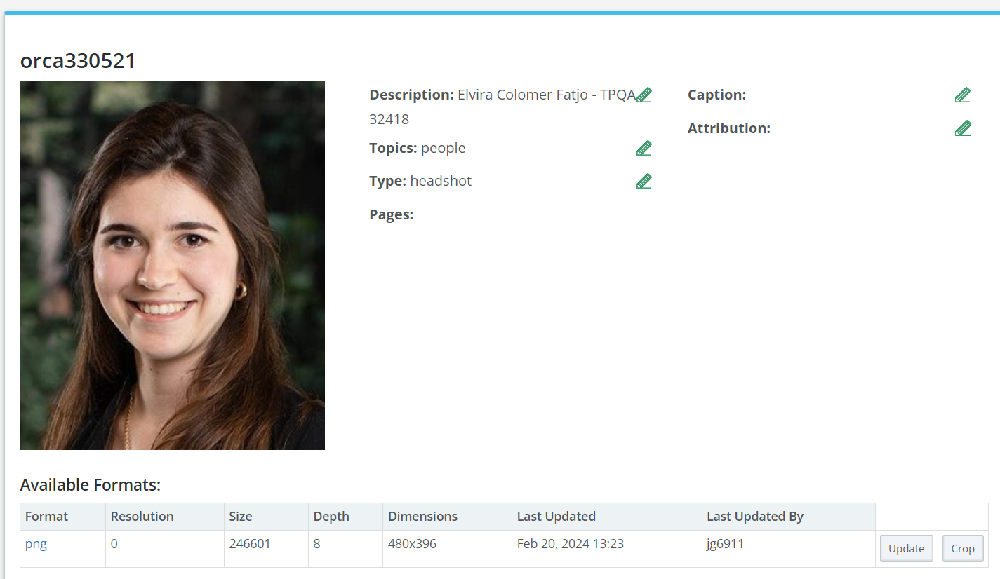 orca330521
Description: Elvira Colomer Fatjo - TPQA
32418
Topics: people
Type: headshot
Pages:
Caption:
Attribution:
Available Formats:
Format Resolution Size Depth Dimensions Last Updated Last Updated By
png 0 246601 8 480x396 Feb 20, 2024 13:23 jg6911 Update Crop